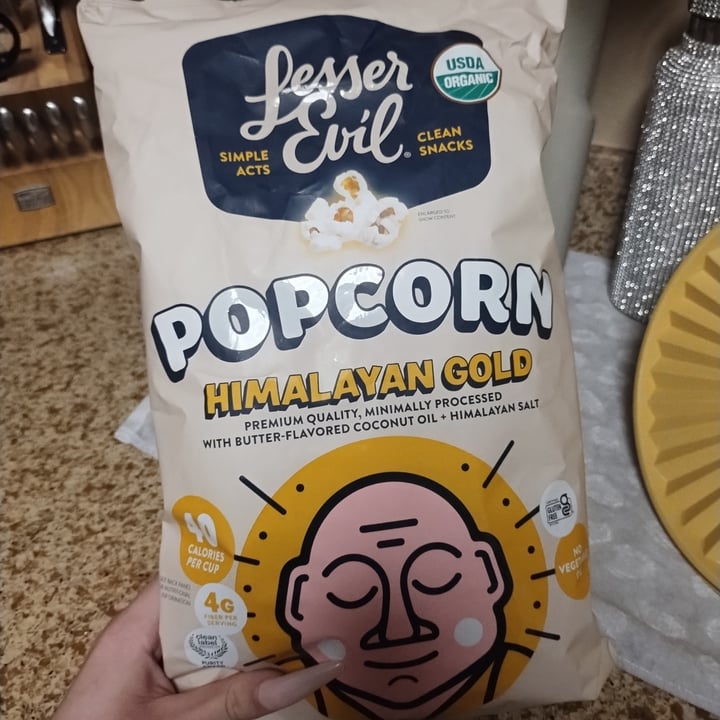 Lesser
Evil®
USDA
ORGANIC
SIMPLE
ACTS
CLEAN
SNACKS
ENLARGED TO
SHOW CONTENT
POPCORN
HIMALAYAN GOLD
PREMIUM QUALITY, MINIMALLY PROCESSED
WITH BUTTER-FLAVORED COCONUT OIL + HIMALAYAN SALT
40
CALORIES
PER CUP
4G
FIBER PER
SERVING
clean
label
PURITY
GLUTEN
FREE
NO